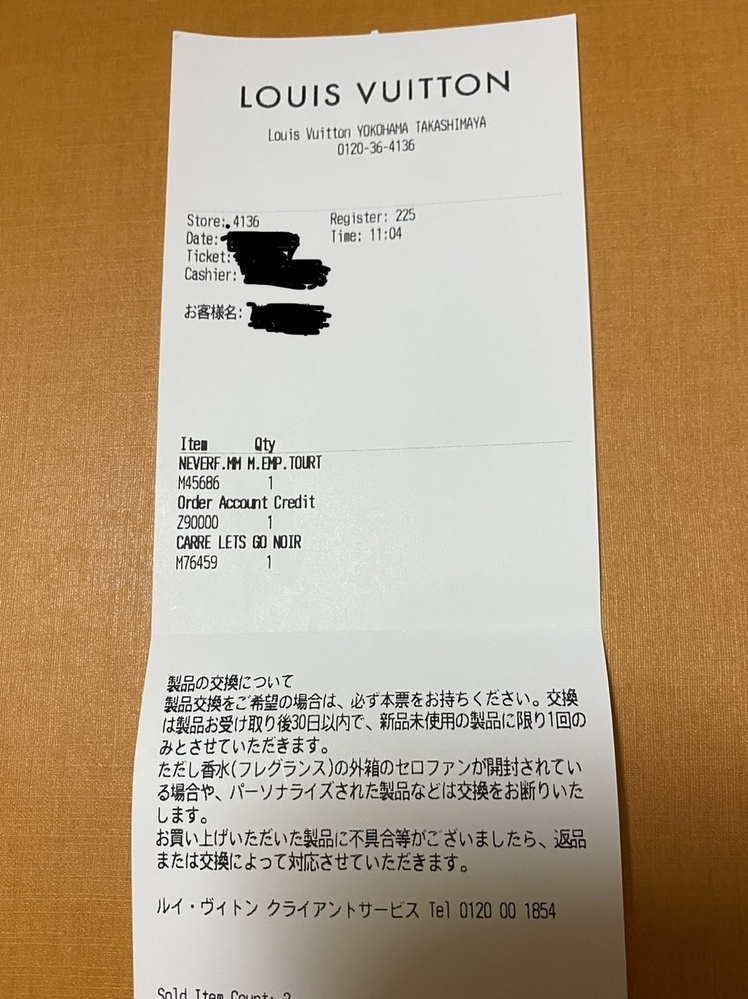 LOUIS VUITTON
Louis Vuitton YOKOHAMA TAKASHIMAYA
0120-36-4136
Store: 4136 Register: 225
Date: Time: 11:04
Ticket:
Cashier:
お客様名:
Item Qty
NEVERF.MM M.EMP.TOURT
M45686 1
Order Account Credit
Z90000 1
CARRE LETS GO NOIR
M76459 1
製品の交換について
製品交換をご希望の場合は、必ず本票をお持ちください。交換
は製品お受け取り後30日以内で、新品未使用の製品に限り1回の
みとさせていただきます。
ただし香水(フレグランス)の外箱のセロファンが開封されてい
る場合や、パーソナライズされた製品などは交換をお断りいた
します。
お買い上げいただいた製品に不具合等がございましたら、返品
または交換によって対応させていただきます。
ルイ・ヴィトン クライアントサービス Tel 0120 00 1854
Sold Item Count: